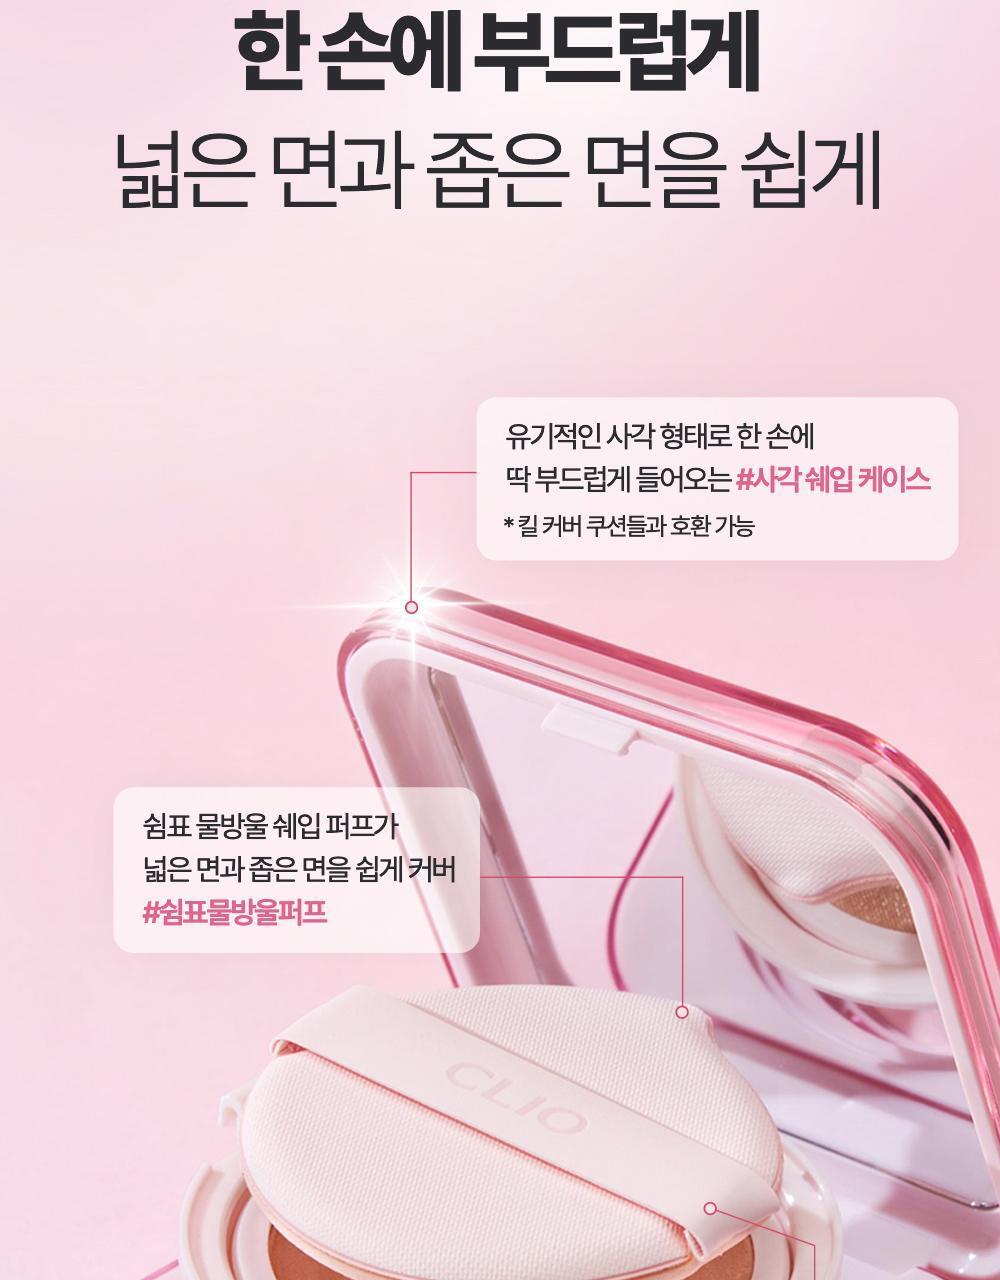 한 손에 부드럽게
넓은 면과 좁은 면을 쉽게
유기적인 사각 형태로 한 손에
딱 부드럽게 들어오는 #사각 쉐입 케이스
* 킬 커버 쿠션들과 호환 가능
쉼표 물방울 쉐입 퍼프가
넓은 면과 좁은 면을 쉽게 커버
#쉼표물방울퍼프
CLIO